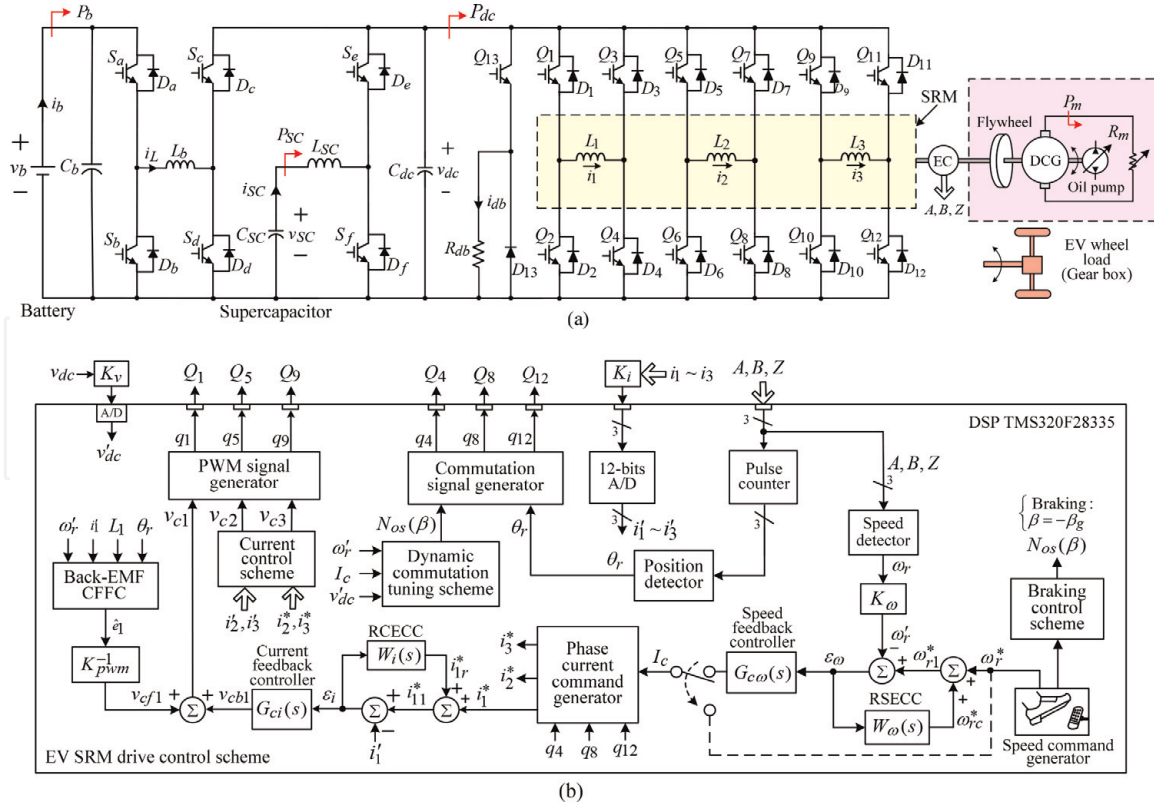 P_b
P_dc
S_a
S_c
S_e
Q_13
Q_1
Q_3
Q_5
Q_7
Q_9
Q_11
D_a
D_c
D_e
D_1
D_3
D_5
D_7
D_9
D_11
SRM
i_b
+
v_b
−
C_b
i_L
L_b
P_SC
L_SC
i_SC
C_SC
+
v_SC
−
C_dc
+
v_dc
−
i_db
R_db
L_1
i_1
L_2
i_2
L_3
i_3
EC
A, B, Z
Flywheel
DCG
P_m
R_m
Oil pump
S_b
S_d
S_f
D_b
D_d
D_f
D_13
Q_2
Q_4
Q_6
Q_8
Q_10
Q_12
D_2
D_4
D_6
D_8
D_10
D_12
EV wheel
load
(Gear box)
Battery
Supercapacitor
(a)
v_dc
K_v
A/D
v'_dc
Q_1
Q_5
Q_9
Q_4
Q_8
Q_12
K_i
i_1 ~ i_3
A, B, Z
DSP TMS320F28335
q_1
q_5
q_9
q_4
q_8
q_12
3
3
PWM signal
generator
Commutation
signal generator
12-bits
A/D
Pulse
counter
A, B, Z
3
v_c1
v_c2
v_c3
N_os(β)
θ_r
3
i'_1 ~ i'_3
3
Speed
detector
{ Braking :
β = −β_g
N_os(β)
ω'_r
i_1
L_1
θ_r
Back-EMF
CFFC
Current
control
scheme
i'_2, i'_3
i*_2, i*_3
ω'_r
I_c
v'_dc
Dynamic
commutation
tuning scheme
θ_r
Position
detector
ω_r
K_ω
Braking
control
scheme
ê_1
K_pwm^−1
v_cf1
+
Σ
+
v_cb1
Current
feedback
controller
G_ci(s)
ε_i
RCECC
W_i(s)
i*_1r
Σ
+
−
i'_1
i*_11
+
Σ
+
i*_1
i*_3
i*_2
Phase
current
command
generator
q_4
q_8
q_12
I_c
Speed
feedback
controller
G_cω(s)
ε_ω
ω'_r
−
Σ
+
ω*_r1
+
Σ
+
ω*_r
RSECC
W_ω(s)
ω*_rc
Speed command
generator
EV SRM drive control scheme
(b)